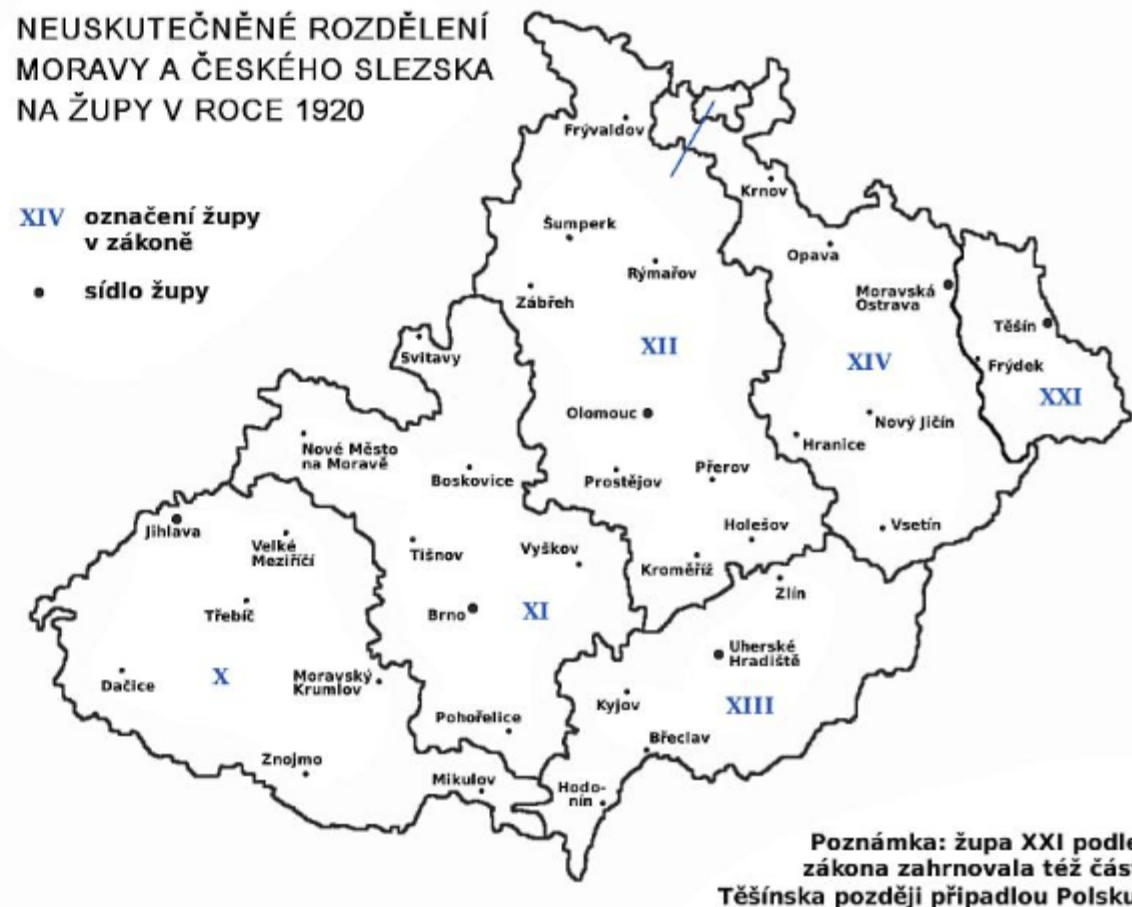 NEUSKUTEČNĚNÉ ROZDĚLENÍ
MORAVY A ČESKÉHO SLEZSKA
NA ŽUPY V ROCE 1920
XIV označení župy
v zákoně
sídlo župy
Frývaldov
Krnov
Šumperk
Opava
Rýmařov
Zábřeh
Moravská
Ostrava
Těšín
Svitavy
XII
XIV
Frýdek
XXI
Olomouc
Nový Jičín
Hranice
Nové Město
na Moravě
Boskovice
Prostějov
Přerov
Jihlava
Velké
Meziříčí
Tišnov
Vyškov
Holešov
Vsetín
Kroměříž
Zlín
Třebíč
Brno
XI
Uherské
Hradiště
Dačice
X
Moravský
Krumlov
Kyjov
XIII
Pohořelice
Břeclav
Znojmo
Mikulov
Hodo-
nín
Poznámka: župa XXI podle
zákona zahrnovala též část
Těšínska později připadlou Polsku